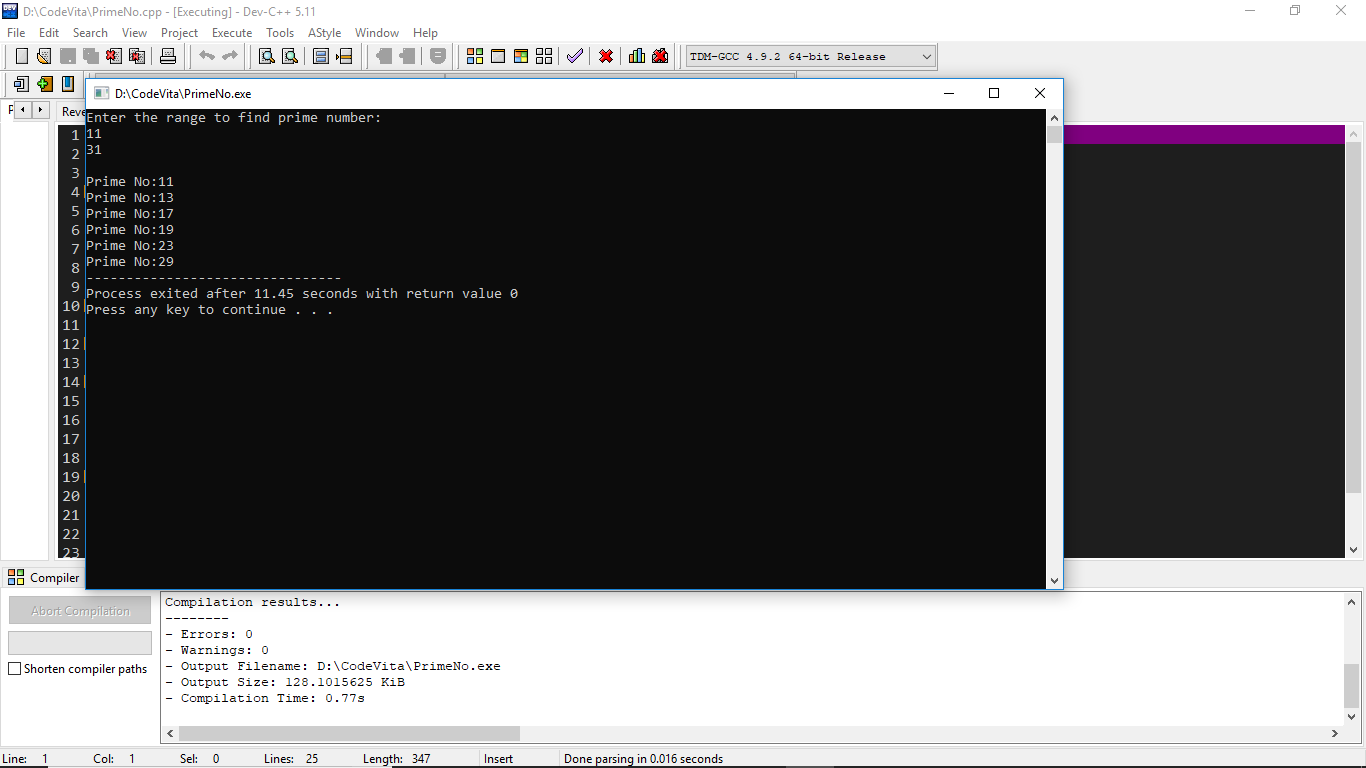 D:\CodeVita\PrimeNo.cpp - [Executing] - Dev-C++ 5.11
File Edit Search View Project Execute Tools AStyle Window Help
TDM-GCC 4.9.2 64-bit Release
D:\CodeVita\PrimeNo.exe
Enter the range to find prime number:
11
31
Prime No:11
Prime No:13
Prime No:17
Prime No:19
Prime No:23
Prime No:29
--------------------------------
Process exited after 11.45 seconds with return value 0
Press any key to continue . . .
Reve
1
2
3
4
5
6
7
8
9
10
11
12
13
14
15
16
17
18
19
20
21
22
23
Compiler
Abort Compilation
Shorten compiler paths
Compilation results...
--------
- Errors: 0
- Warnings: 0
- Output Filename: D:\CodeVita\PrimeNo.exe
- Output Size: 128.1015625 KiB
- Compilation Time: 0.77s
Line: 1 Col: 1 Sel: 0 Lines: 25 Length: 347 Insert Done parsing in 0.016 seconds